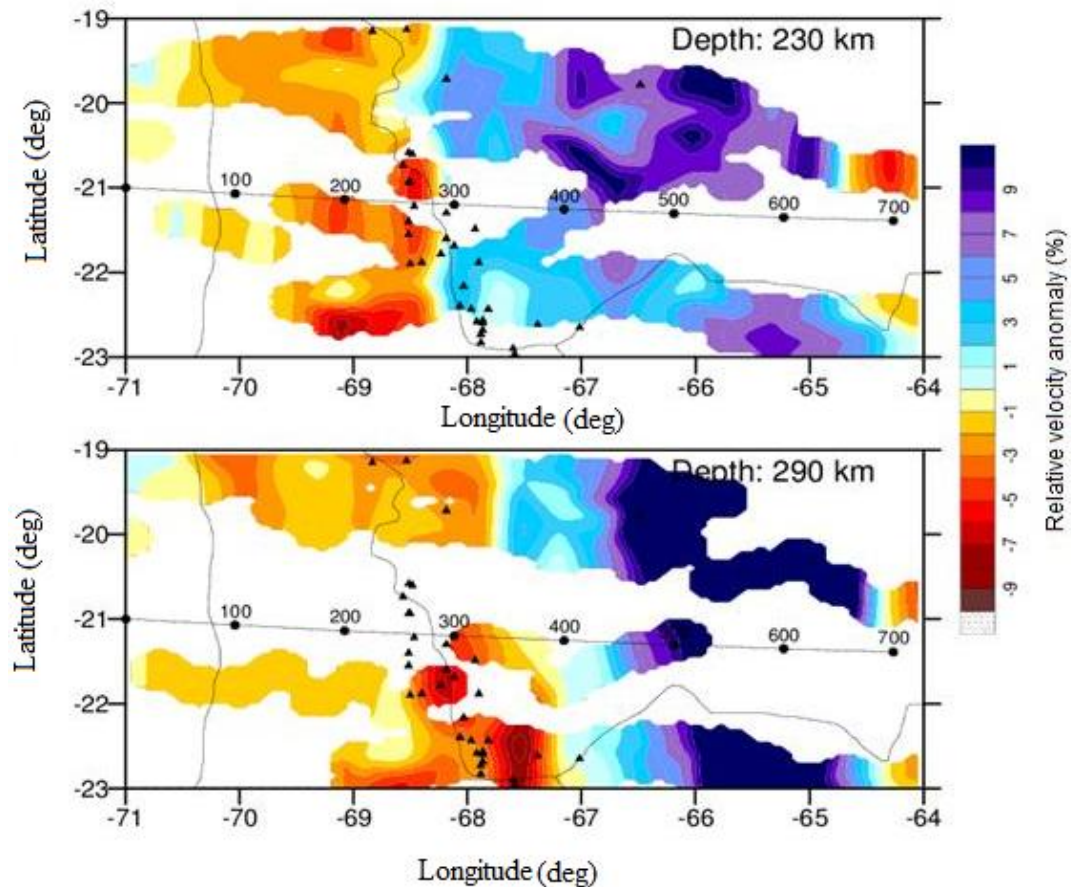 -19
Depth: 230 km
-20
-21
-22
-23
Latitude (deg)
100 200 300 400 500 600 700
-71 -70 -69 -68 -67 -66 -65 -64
Longitude (deg)
-19
Depth: 290 km
-20
-21
-22
-23
Latitude (deg)
100 200 300 400 500 600 700
-71 -70 -69 -68 -67 -66 -65 -64
Longitude (deg)
9
7
5
3
1
-1
-3
-5
-7
-9
Relative velocity anomaly (%)